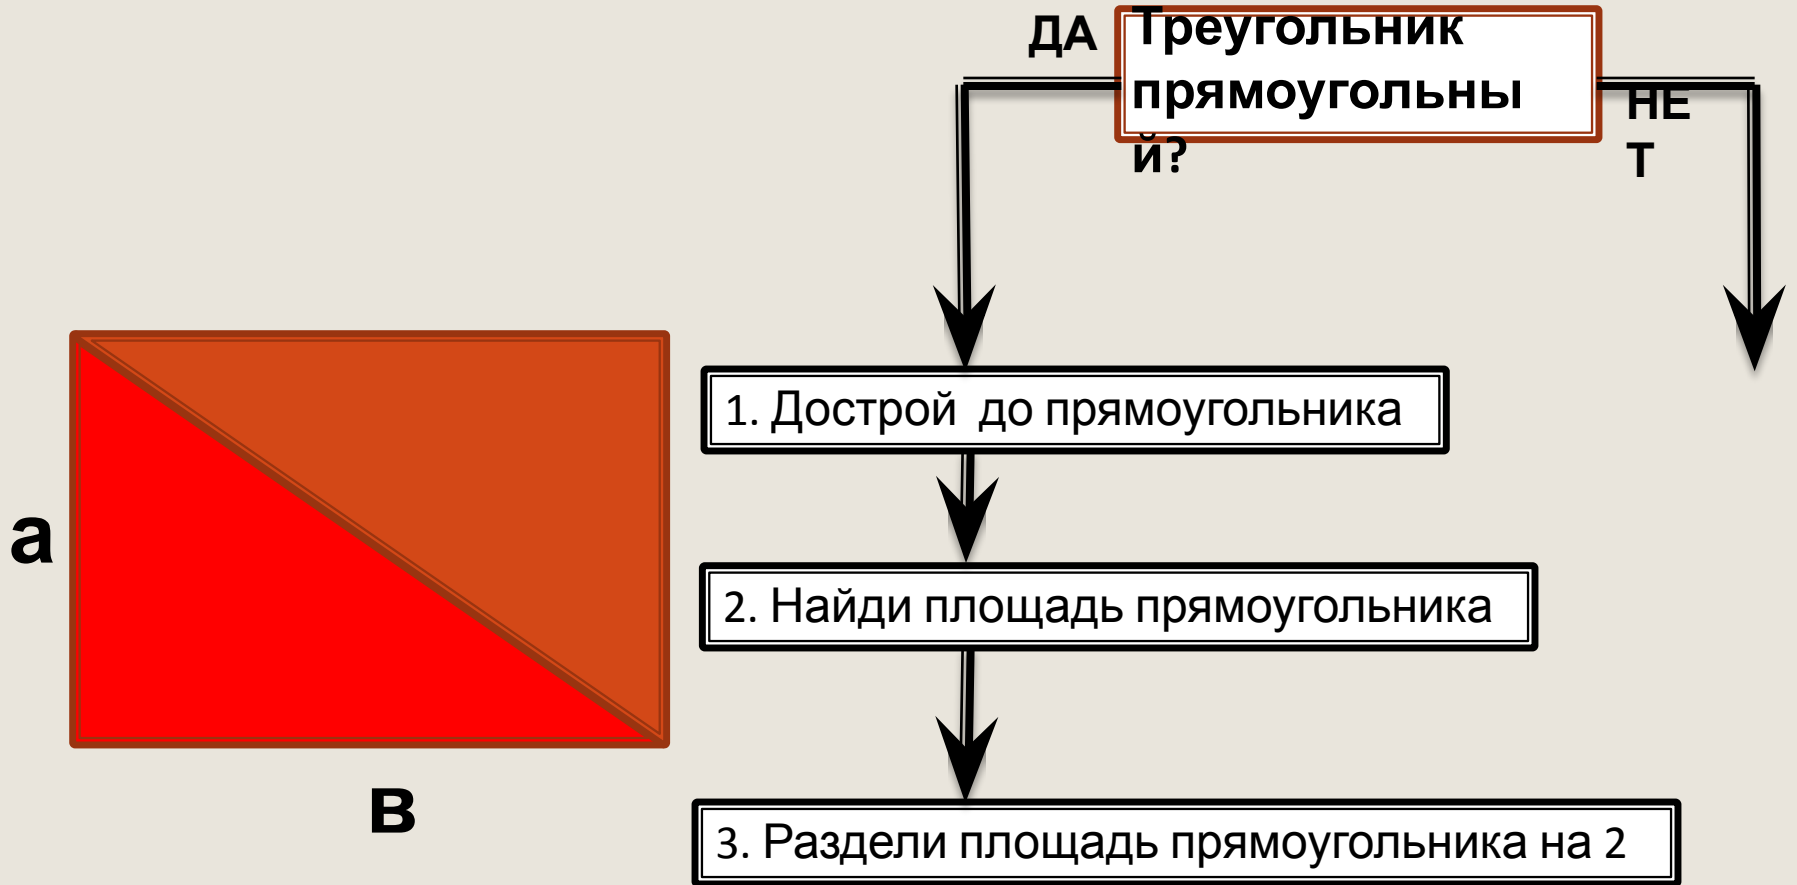 ДА
Треугольник
прямоугольны
й?
НЕ
Т
1. Дострой до прямоугольника
а
2. Найди площадь прямоугольника
в
3. Раздели площадь прямоугольника на 2